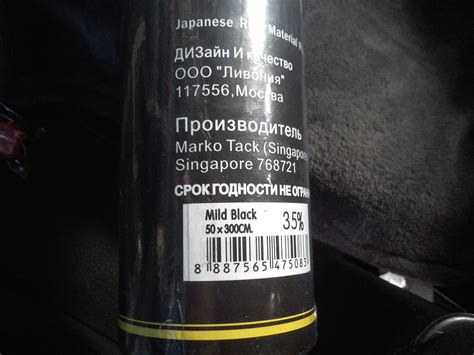 Japanese Raw Material
ДИЗайн И качество
ООО "Ливония"
117556, Москва
Производитель
Marko Tack (Singapor
Singapore 768721
СРОК ГОДНОСТИ НЕ ОГРАН
Mild Black 35%
50 x 300CM.
8 887565 475083